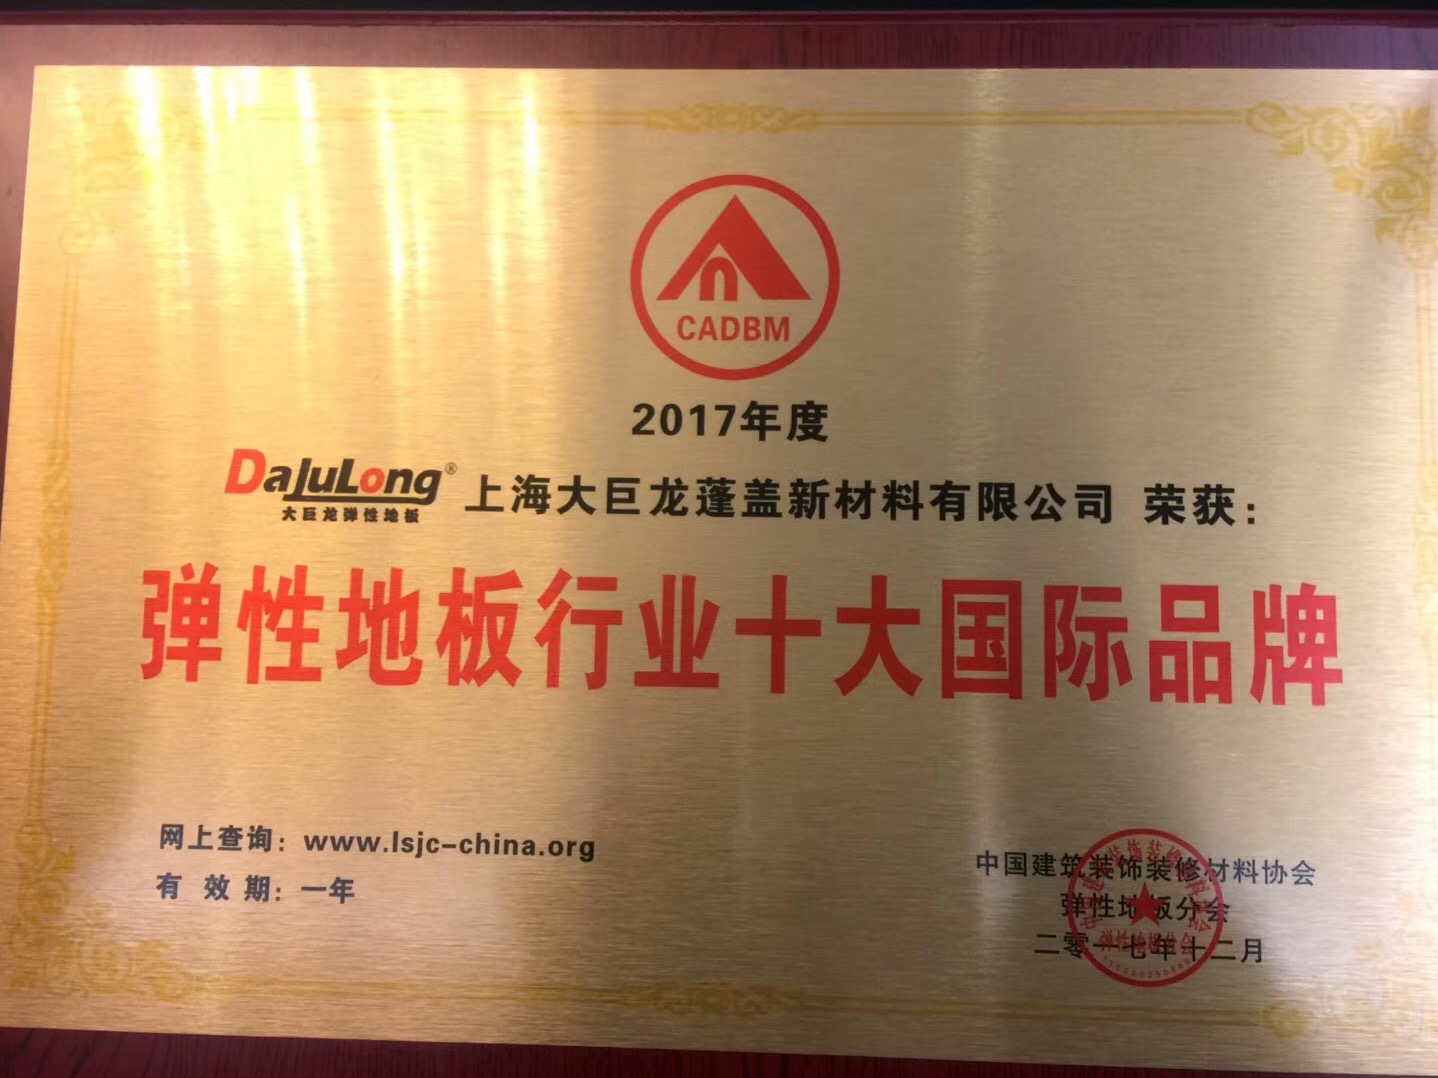 CADBM
2017年度
DajuLong® 上海大巨龙蓬盖新材料有限公司 荣获：
大巨龙弹性地板
弹性地板行业十大国际品牌
网上查询：www.lsjc-china.org
有 效 期：一年
中国建筑装饰装修材料协会
弹性地板分会
二零一七年十二月